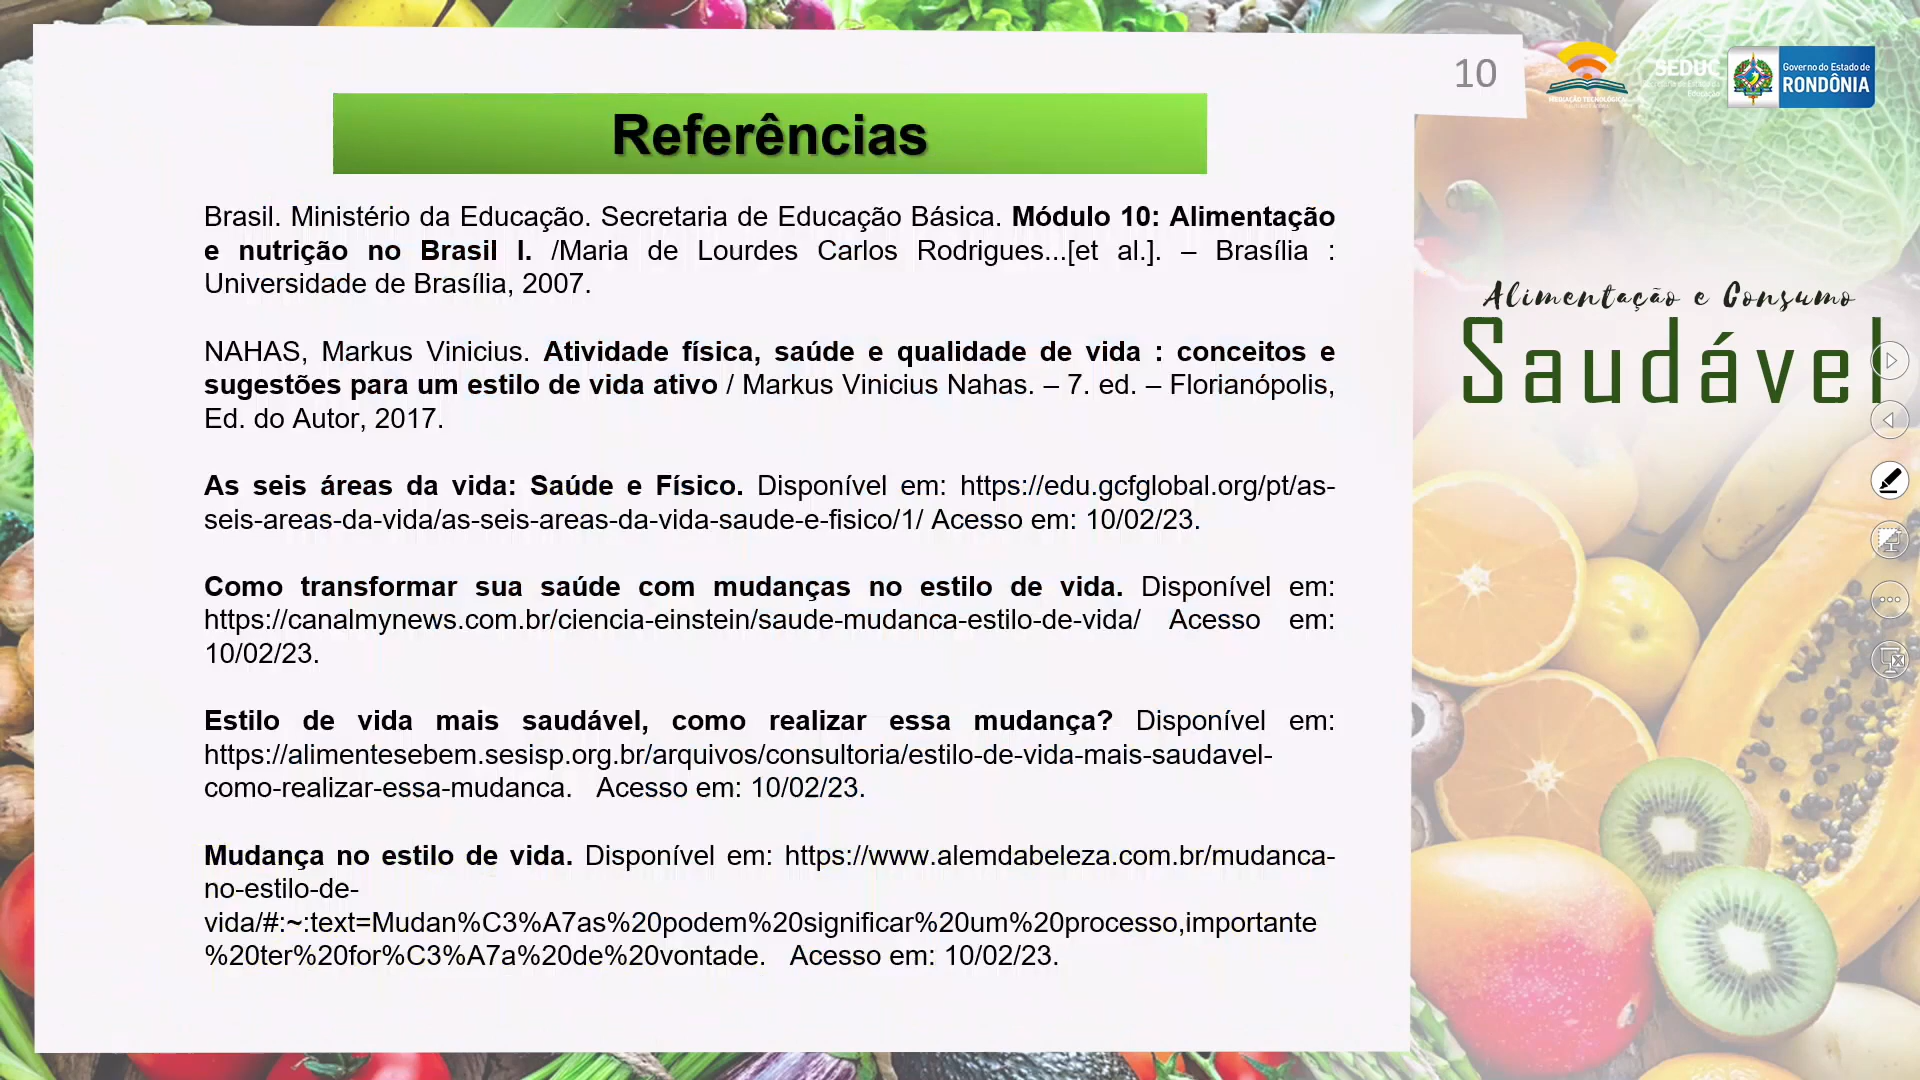 10
SEDUC
Governo do Estado de
RONDÔNIA
MEDIAÇÃO TECNOLÓGICA
Referências
Brasil. Ministério da Educação. Secretaria de Educação Básica. Módulo 10: Alimentação
e nutrição no Brasil I. /Maria de Lourdes Carlos Rodrigues...[et al.]. – Brasília :
Universidade de Brasília, 2007.
NAHAS, Markus Vinicius. Atividade física, saúde e qualidade de vida : conceitos e
sugestões para um estilo de vida ativo / Markus Vinicius Nahas. – 7. ed. – Florianópolis,
Ed. do Autor, 2017.
As seis áreas da vida: Saúde e Físico. Disponível em: https://edu.gcfglobal.org/pt/as-
seis-areas-da-vida/as-seis-areas-da-vida-saude-e-fisico/1/ Acesso em: 10/02/23.
Como transformar sua saúde com mudanças no estilo de vida. Disponível em:
https://canalmynews.com.br/ciencia-einstein/saude-mudanca-estilo-de-vida/ Acesso em:
10/02/23.
Estilo de vida mais saudável, como realizar essa mudança? Disponível em:
https://alimentesebem.sesisp.org.br/arquivos/consultoria/estilo-de-vida-mais-saudavel-
como-realizar-essa-mudanca. Acesso em: 10/02/23.
Mudança no estilo de vida. Disponível em: https://www.alemdabeleza.com.br/mudanca-
no-estilo-de-
vida/#:~:text=Mudan%C3%A7as%20podem%20significar%20um%20processo,importante
%20ter%20for%C3%A7a%20de%20vontade. Acesso em: 10/02/23.
Alimentação e Consumo
Saudável